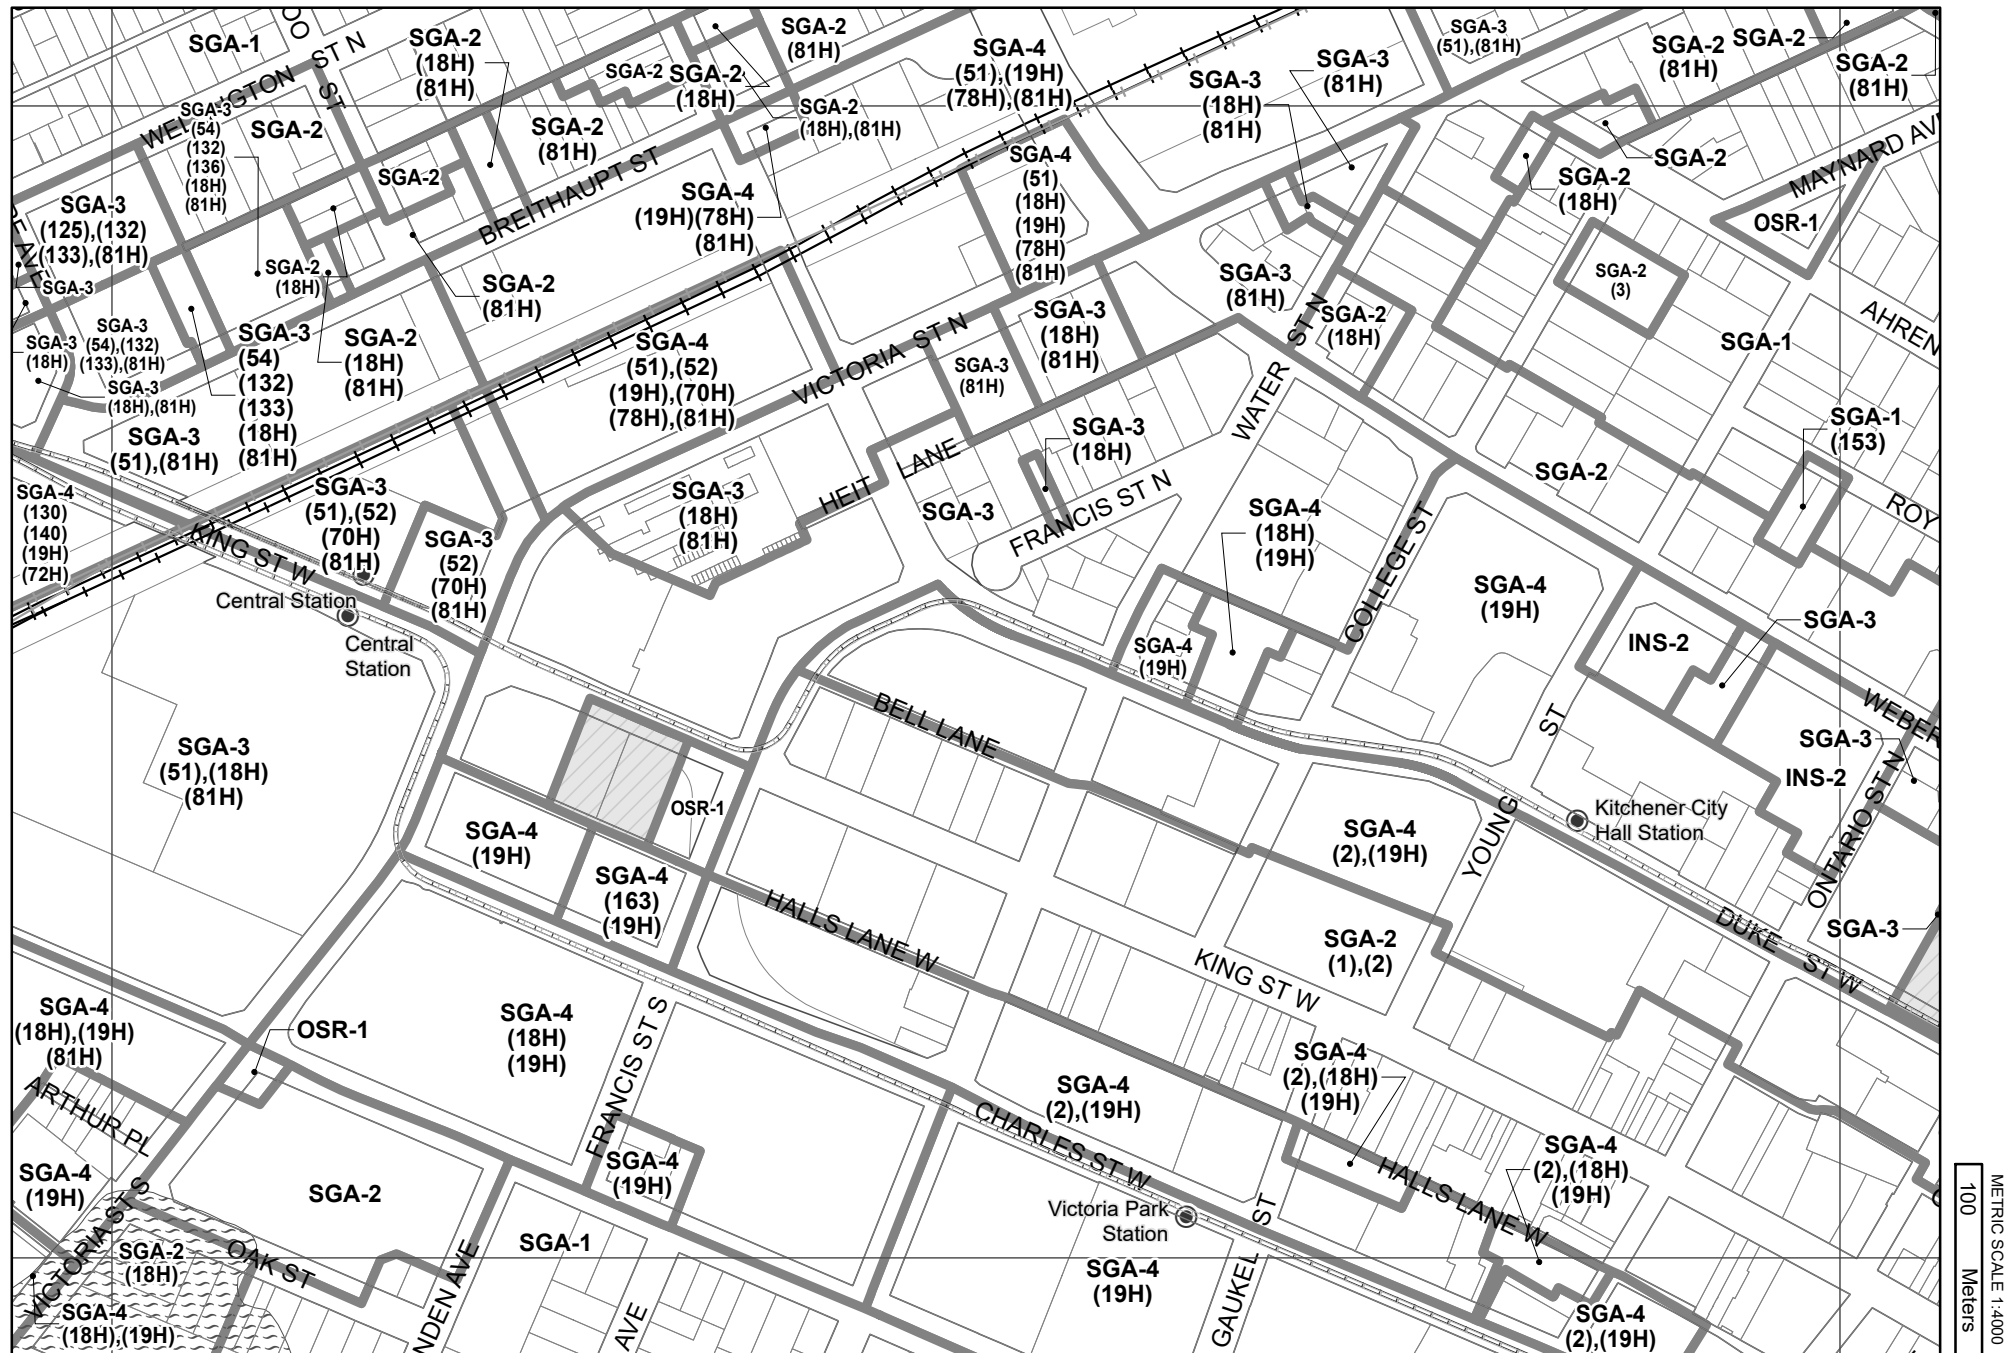 SGA-1
WELLINGTON ST N
ST
SGA-2
(18H)
(81H)
SGA-2
SGA-2
(18H)
SGA-2
(81H)
SGA-4
(51),(19H)
(78H),(81H)
SGA-3
(18H)
(81H)
SGA-3
(81H)
SGA-3
(51),(81H)
SGA-2
(81H)
SGA-2
SGA-2
(81H)
SGA-3
(54)
(132)
(136)
(18H)
(81H)
SGA-2
SGA-2
SGA-2
(81H)
SGA-2
(18H),(81H)
BREITHAUPT ST
SGA-4
(19H)(78H)
(81H)
SGA-4
(51)
(18H)
(19H)
(78H)
(81H)
SGA-2
(18H)
SGA-2
MAYNARD AV
OSR-1
SGA-3
(125),(132)
(133),(81H)
SGA-3
SGA-2
(18H)
SGA-2
(81H)
SGA-3
(81H)
SGA-2
(3)
SGA-1
AHREN
SGA-3
(18H)
SGA-3
(54),(132)
(133),(81H)
SGA-3
(18H),(81H)
SGA-3
(54)
(132)
(133)
(18H)
(81H)
SGA-2
(18H)
(81H)
SGA-4
(51),(52)
(19H),(70H)
(78H),(81H)
VICTORIA ST N
SGA-3
(81H)
SGA-3
(18H)
(81H)
WATER ST N
SGA-2
(18H)
SGA-3
(51),(81H)
SGA-4
(130)
(140)
(19H)
(72H)
KING ST W
SGA-3
(51),(52)
(70H)
(81H)
SGA-3
(52)
(70H)
(81H)
SGA-3
(18H)
(81H)
HEIT LANE
SGA-3
SGA-3
(18H)
FRANCIS ST N
SGA-4
(18H)
(19H)
COLLEGE ST
SGA-2
SGA-1
(153)
ROY
Central Station
Central
Station
SGA-4
(19H)
SGA-4
(19H)
INS-2
SGA-3
WEBER
SGA-3
INS-2
ONTARIO ST N
SGA-3
(51),(18H)
(81H)
BELL LANE
OSR-1
SGA-4
(19H)
SGA-4
(163)
(19H)
HALLS LANE W
SGA-4
(2),(19H)
YOUNG ST
Kitchener City
Hall Station
DUKE ST W
SGA-3
SGA-2
(1),(2)
KING ST W
SGA-4
(18H),(19H)
(81H)
OSR-1
SGA-4
(18H)
(19H)
FRANCIS ST S
SGA-4
(2),(19H)
SGA-4
(2),(18H)
(19H)
ARTHUR PL
SGA-4
(19H)
SGA-2
SGA-4
(19H)
CHARLES ST W
HALLS LANE W
SGA-4
(2),(18H)
(19H)
Victoria Park
Station
VICTORIA ST S
SGA-2
(18H)
OAK ST
SGA-4
(18H),(19H)
NDEN AVE
SGA-1
AVE
SGA-4
(19H)
GAUKEL ST
SGA-4
(2),(19H)
METRIC SCALE 1:4000
100 Meters